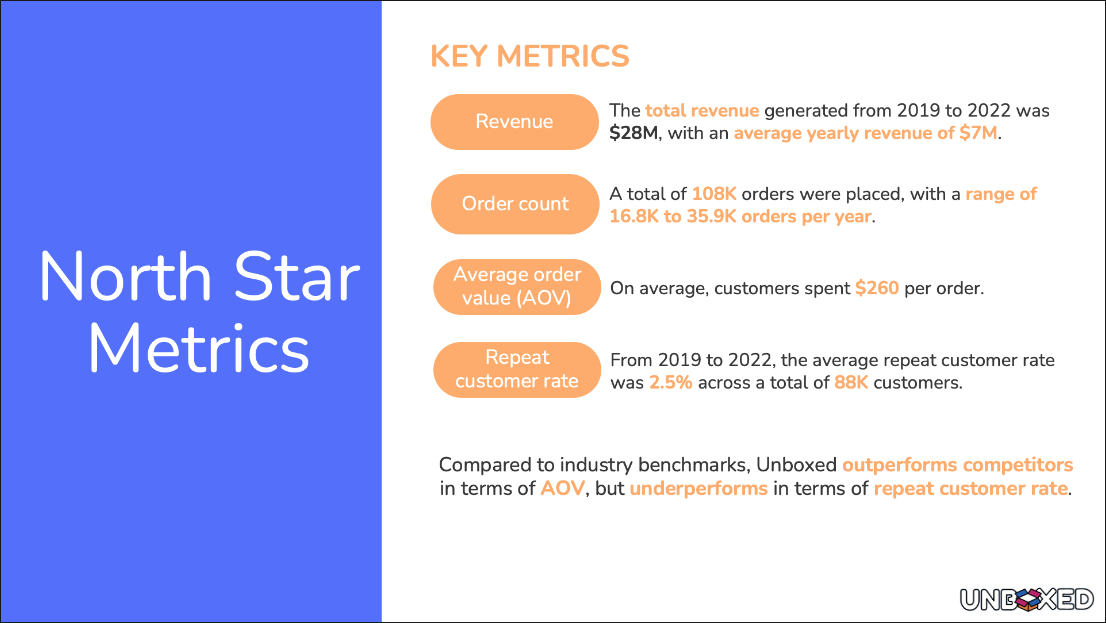 North Star
Metrics
KEY METRICS
Revenue
The total revenue generated from 2019 to 2022 was
$28M, with an average yearly revenue of $7M.
Order count
A total of 108K orders were placed, with a range of
16.8K to 35.9K orders per year.
Average order
value (AOV)
On average, customers spent $260 per order.
Repeat
customer rate
From 2019 to 2022, the average repeat customer rate
was 2.5% across a total of 88K customers.
Compared to industry benchmarks, Unboxed outperforms competitors
in terms of AOV, but underperforms in terms of repeat customer rate.
UNBOXED